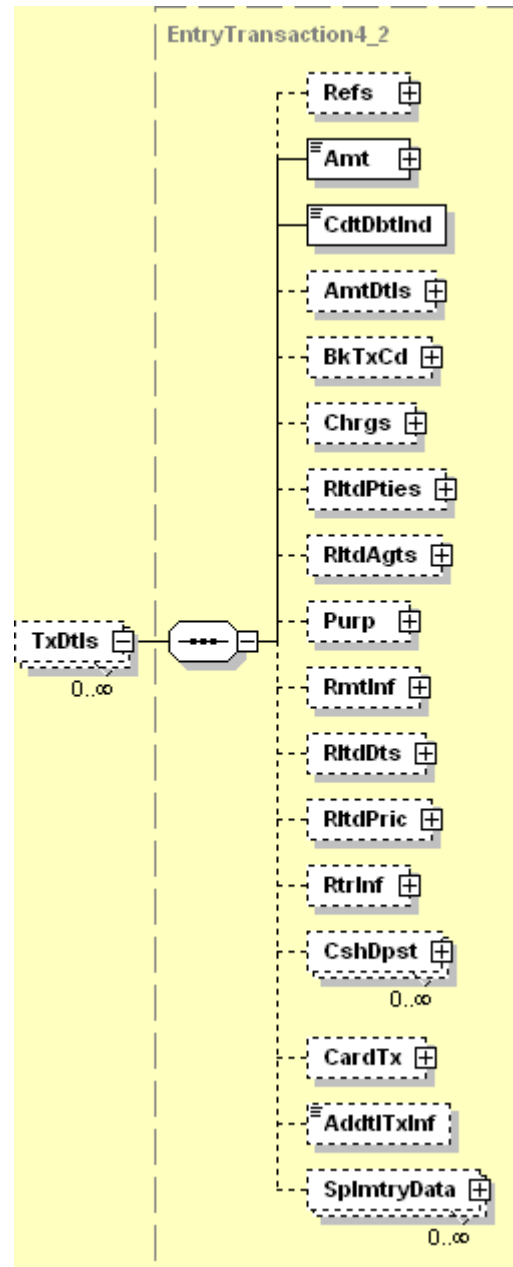 EntryTransaction4_2
Refs
Amt
CdtDbtInd
AmtDtls
BkTxCd
Chrgs
RltdPties
RltdAgts
Purp
TxDtls
0..∞
RmtInf
RltdDts
RltdPric
RtrInf
CshDpst
0..∞
CardTx
AddtlTxInf
SplmtryData
0..∞